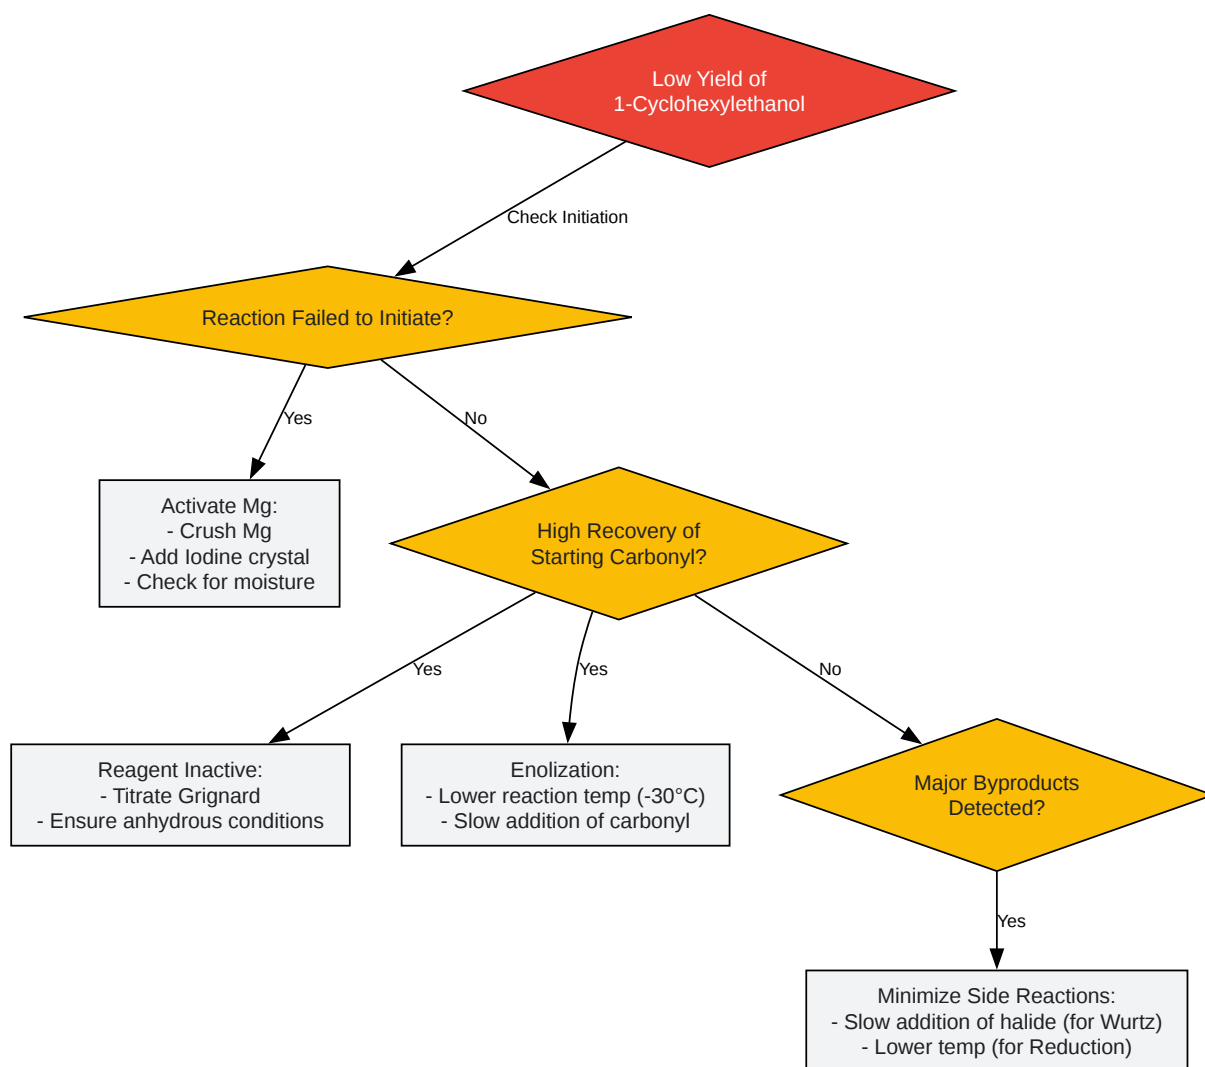 Low Yield of
1-Cyclohexylethanol
Check Initiation
Reaction Failed to Initiate?
Yes
No
Activate Mg:
- Crush Mg
- Add Iodine crystal
- Check for moisture
High Recovery of
Starting Carbonyl?
Yes
Yes
No
Reagent Inactive:
- Titrate Grignard
- Ensure anhydrous conditions
Enolization:
- Lower reaction temp (-30°C)
- Slow addition of carbonyl
Major Byproducts
Detected?
Yes
Minimize Side Reactions:
- Slow addition of halide (for Wurtz)
- Lower temp (for Reduction)